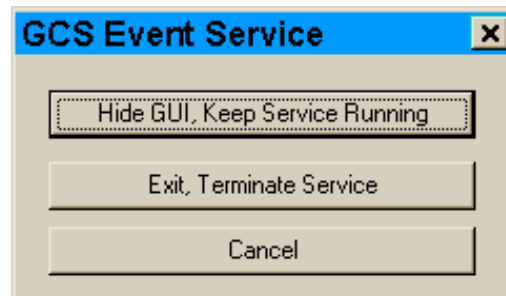 GCS Event Service
Hide GUI, Keep Service Running
Exit, Terminate Service
Cancel